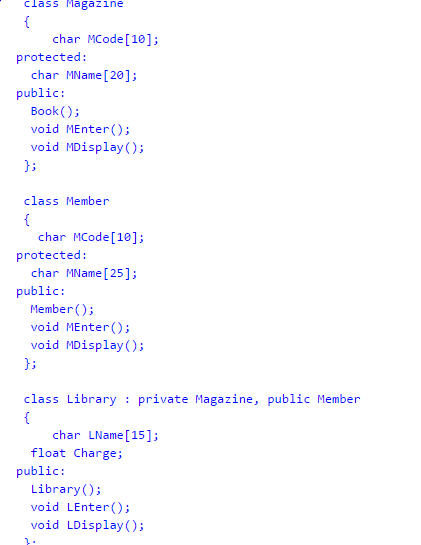 class Magazine
{
char MCode[10];
protected:
char MName[20];
public:
Book();
void MEnter();
void MDisplay();
};
class Member
{
char MCode[10];
protected:
char MName[25];
public:
Member();
void MEnter();
void MDisplay();
};
class Library : private Magazine, public Member
{
char LName[15];
float Charge;
public:
Library();
void LEnter();
void LDisplay();
};